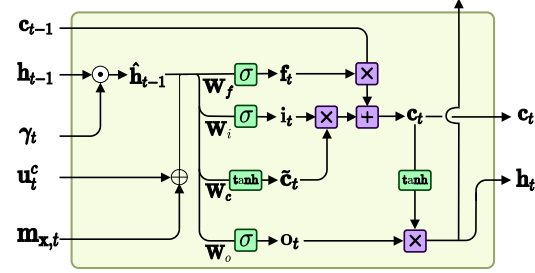 c_{t-1}
h_{t-1} ⊙ ĥ_{t-1} W_f σ f_t ×
γ_t W_i σ i_t × + c_t c_t
u_t^c ⊕ W_c tanh c̃_t tanh h_t
m_{x,t} W_o σ o_t ×